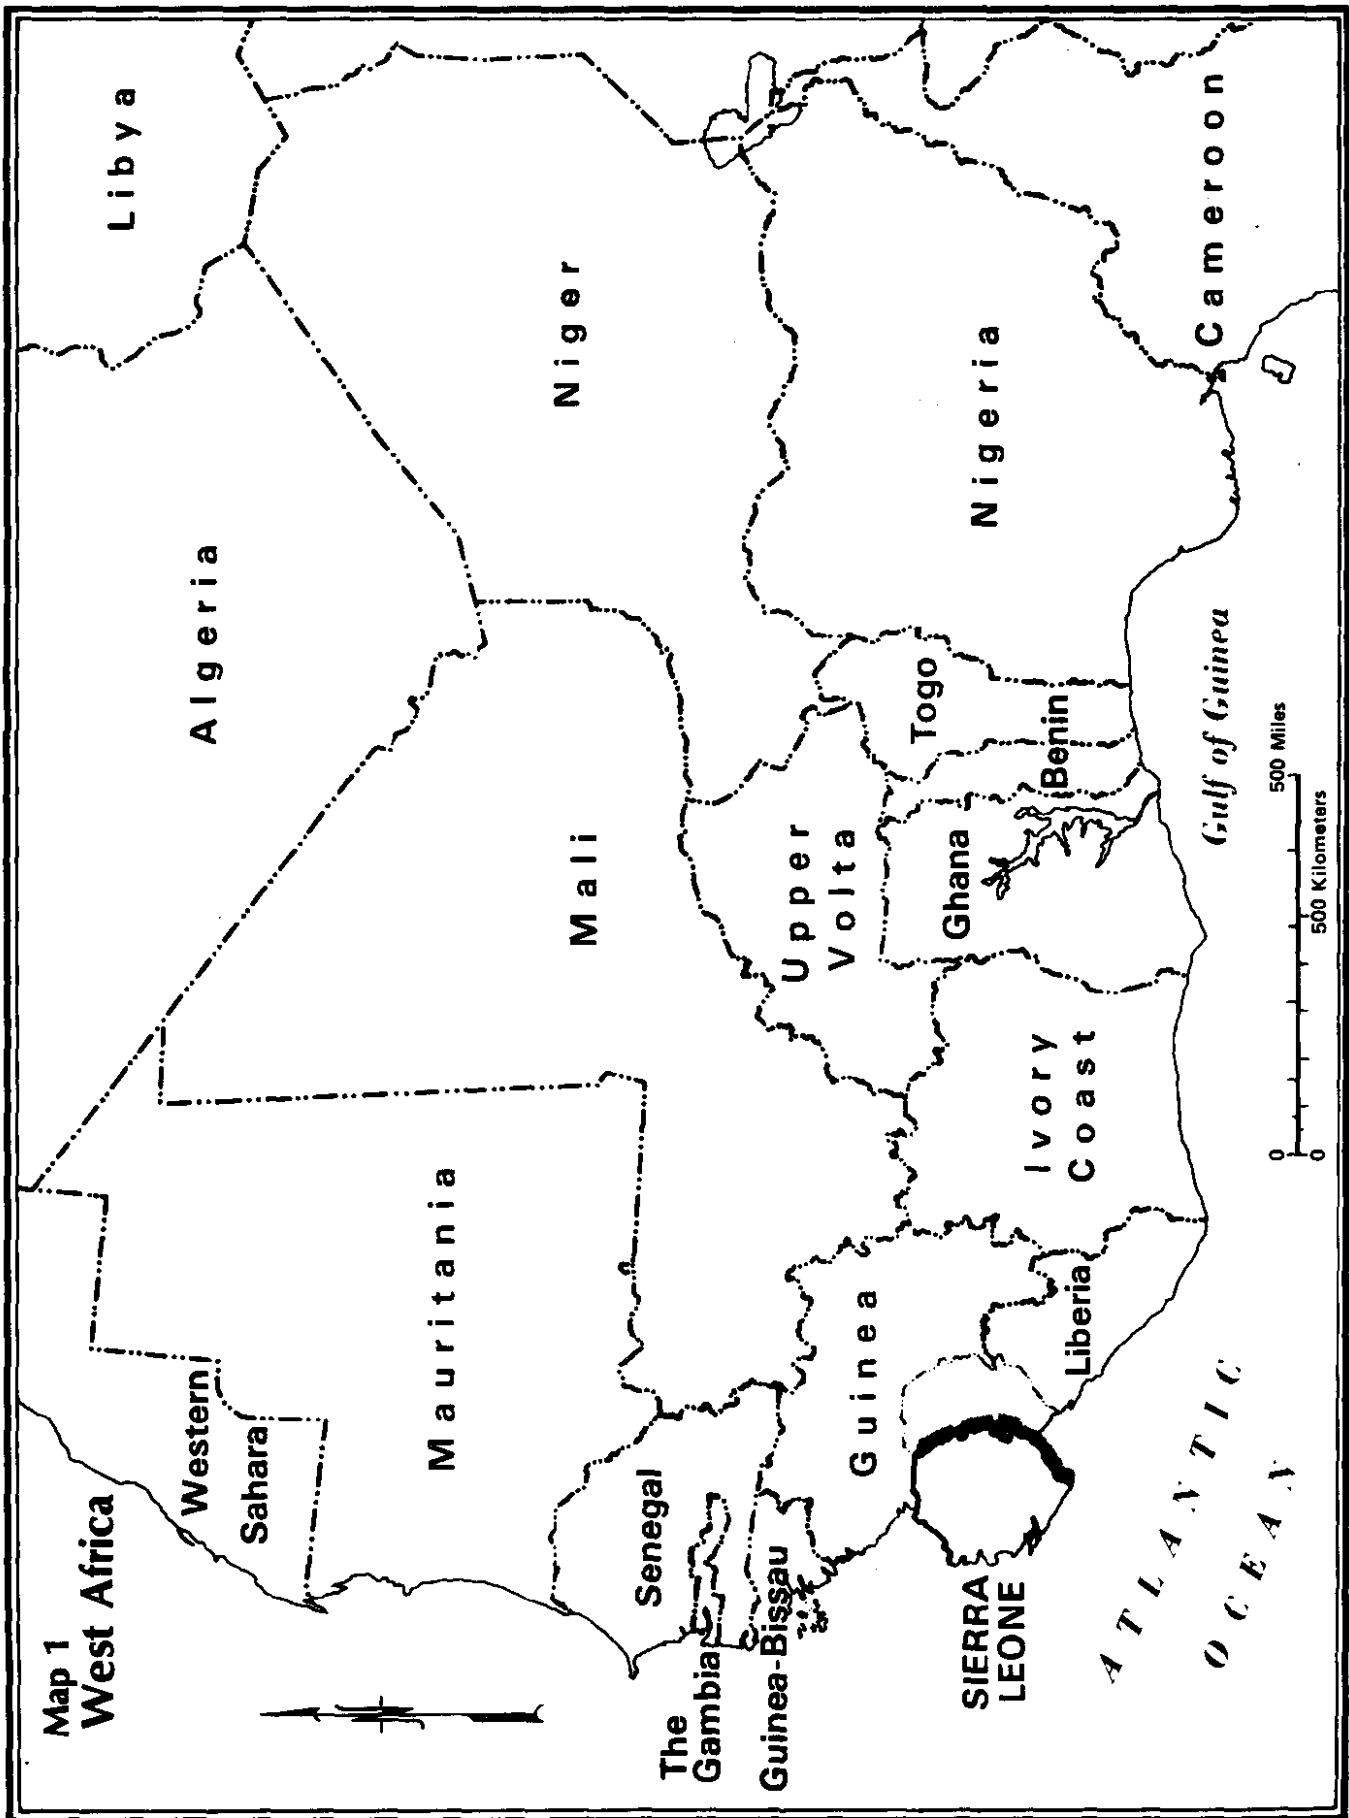 Map 1
West Africa
Libya
Algeria
Western
Sahara
Mauritania
Mali
Niger
Senegal
The
Gambia
Guinea-Bissau
Guinea
SIERRA
LEONE
Liberia
Ivory
Coast
Upper
Volta
Ghana
Togo
Benin
Nigeria
Cameroon
Gulf of Guinea
ATLANTIC
OCEAN
0 500 Miles
0 500 Kilometers